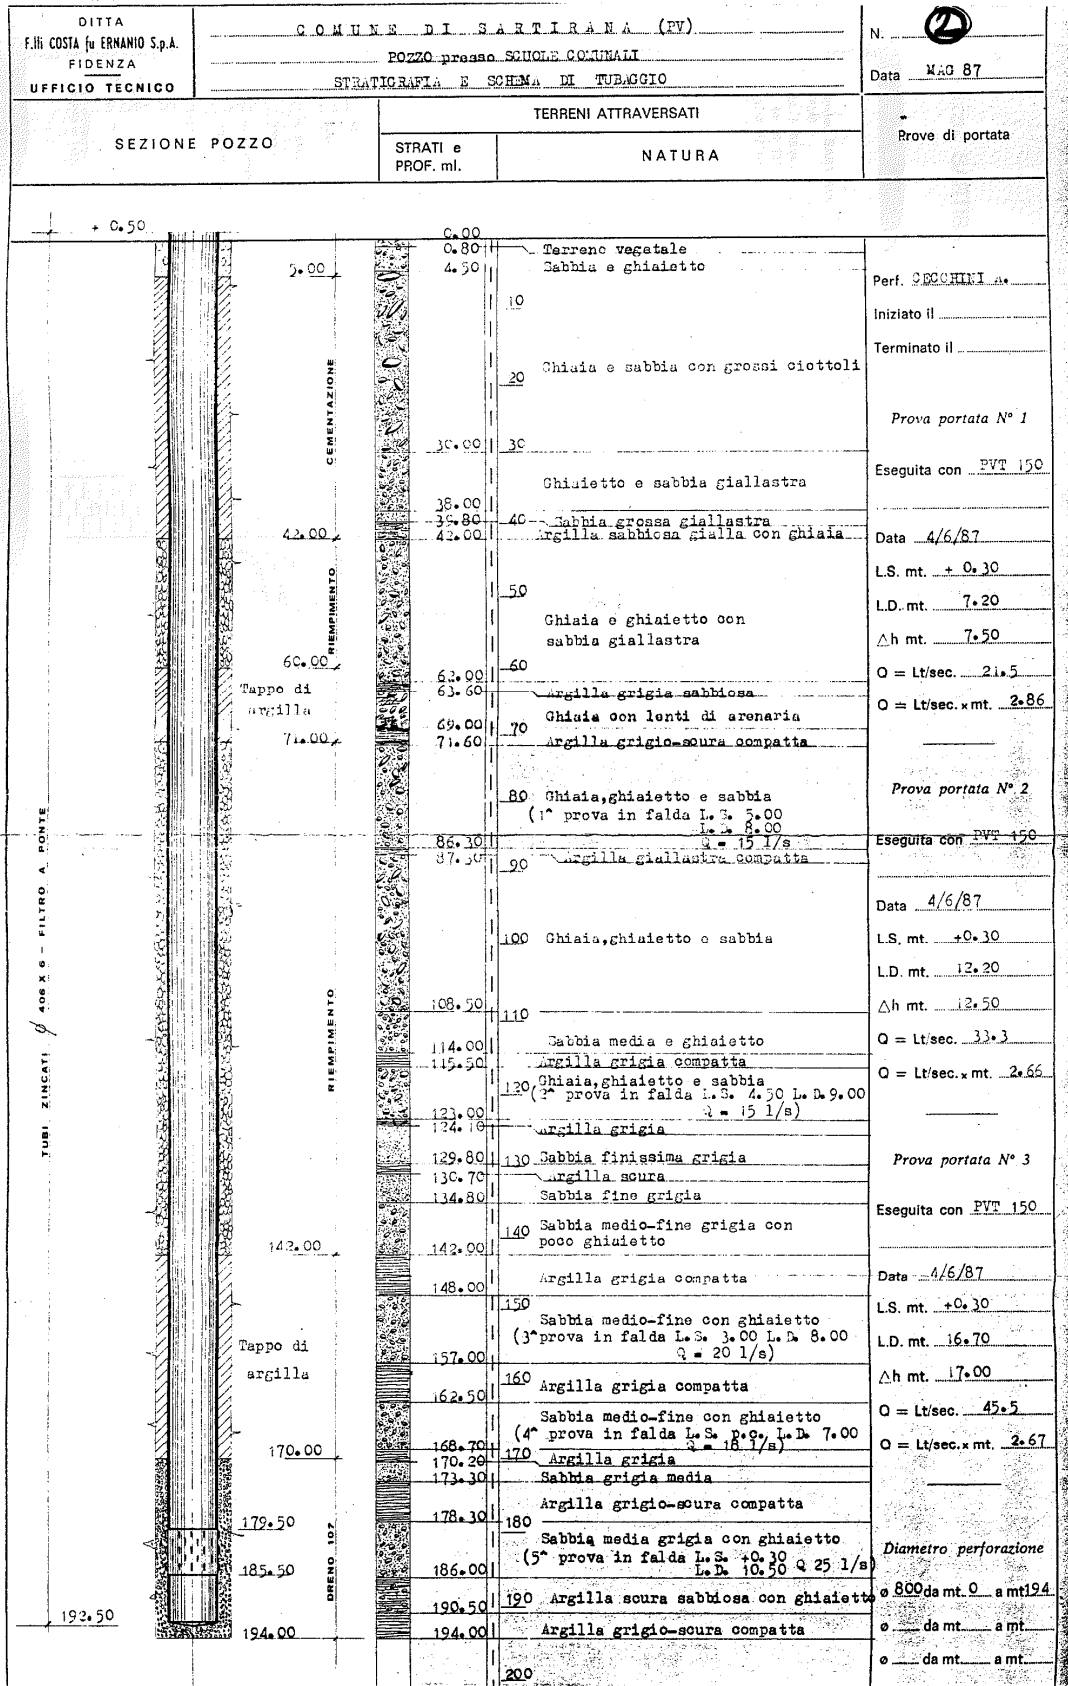 DITTA
F.lli COSTA fu ERNANIO S.p.A.
FIDENZA
UFFICIO TECNICO
COMUNE DI SARTIRANA (PV)
POZZO presso SCUOLE COMUNALI
STRATIGRAFIA E SCHEMA DI TUBAGGIO
N. 2
Data MAG 87
SEZIONE POZZO
TERRENI ATTRAVERSATI
STRATI e
PROF. ml.
NATURA
Prove di portata
+ 0.50
5.00
CEMENTAZIONE
42.00
RIEMPIMENTO
60.00
Tappo di
argilla
71.00
TUBI ZINCATI ø 406 X 6 - FILTRO A PONTE
RIEMPIMENTO
142.00
Tappo di
argilla
170.00
179.50
185.50
DRENO 102
192.50
194.00
0.00
0.80 Terreno vegetale
4.50 Sabbia e ghiaietto
10
Ghiaia e sabbia con grossi ciottoli
20
30.00 30
Ghiaietto e sabbia giallastra
38.00
39.80 40 Sabbia grossa giallastra
42.00 Argilla sabbiosa gialla con ghiaia
50
Ghiaia e ghiaietto con
sabbia giallastra
60
62.00
63.60 Argilla grigia sabbiosa
Ghiaia con lenti di arenaria
69.00 70
71.60 Argilla grigio-scura compatta
80 Ghiaia,ghiaietto e sabbia
(1^ prova in falda L.S. 5.00
L.D. 8.00
86.30 Q = 15 l/s
87.30 Argilla giallastra compatta
90
100 Ghiaia,ghiaietto e sabbia
108.50
110
Sabbia media e ghiaietto
114.00
115.50 Argilla grigia compatta
120 Ghiaia,ghiaietto e sabbia
(2^ prova in falda L.S. 4.50 L.D.9.00
123.00 Q = 15 l/s)
124.10 Argilla grigia
129.80 130 Sabbia finissima grigia
130.70 Argilla scura
134.80 Sabbia fine grigia
140 Sabbia medio-fine grigia con
142.00 poco ghiaietto
Argilla grigia compatta
148.00
150
Sabbia medio-fine con ghiaietto
(3^prova in falda L.S. 3.00 L.D. 8.00
157.00 Q = 20 l/s)
160
162.50 Argilla grigia compatta
Sabbia medio-fine con ghiaietto
(4^ prova in falda L.S. p.c. L.D. 7.00
168.70 170 Q = 18 l/s)
170.20 Argilla grigia
173.30 Sabbia grigia media
Argilla grigio-scura compatta
178.30
180
Sabbia media grigia con ghiaietto
(5^ prova in falda L.S. +0.30
186.00 L.D. 10.50 Q 25 l/s
190.50 190 Argilla scura sabbiosa con ghiaietto
194.00 Argilla grigio-scura compatta
200
Perf. CECCHINI A.
Iniziato il
Terminato il
Prova portata N° 1
Eseguita con PVT 150
Data 4/6/87
L.S. mt. + 0.30
L.D. mt. 7.20
△h mt. 7.50
Q = Lt/sec. 21.5
Q = Lt/sec. x mt. 2.86
Prova portata N° 2
Eseguita con PVT 150
Data 4/6/87
L.S. mt. +0.30
L.D. mt. 12.20
△h mt. 12.50
Q = Lt/sec. 33.3
Q = Lt/sec. x mt. 2.66
Prova portata N° 3
Eseguita con PVT 150
Data 4/6/87
L.S. mt. +0.30
L.D. mt. 16.70
△h mt. 17.00
Q = Lt/sec. 45.5
Q = Lt/sec. x mt. 2.67
Diametro perforazione
ø 800 da mt. 0 a mt 194
ø da mt. a mt.
ø da mt. a mt.